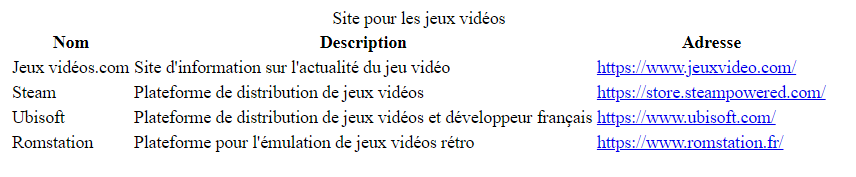 Site pour les jeux vidéos
Nom Description Adresse
Jeux vidéos.com Site d'information sur l'actualité du jeu vidéo https://www.jeuxvideo.com/
Steam Plateforme de distribution de jeux vidéos https://store.steampowered.com/
Ubisoft Plateforme de distribution de jeux vidéos et développeur français https://www.ubisoft.com/
Romstation Plateforme pour l'émulation de jeux vidéos rétro https://www.romstation.fr/